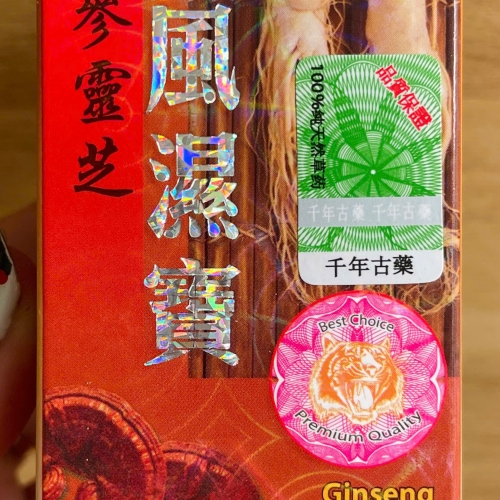 參靈芝
風濕寶
品質保證
100%純天然草药
千年古藥 千年古藥
千年古藥
Best Choice
Premium Quality
Ginseng